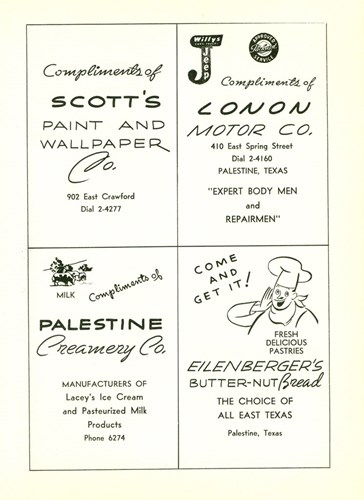 Compliments of
SCOTT'S
PAINT AND
WALLPAPER
Co.
902 East Crawford
Dial 2-4277
Willys
Jeep
Compliments of
LONON
MOTOR CO.
410 East Spring Street
Dial 2-4160
PALESTINE, TEXAS
"EXPERT BODY MEN
and
REPAIRMEN"
MILK
Compliments of
PALESTINE
Creamery Co.
MANUFACTURERS OF
Lacey's Ice Cream
and Pasteurized Milk
Products
Phone 6274
COME
AND
GET IT!
FRESH
DELICIOUS
PASTRIES
EILENBERGER'S
BUTTER-NUT Bread
THE CHOICE OF
ALL EAST TEXAS
Palestine, Texas